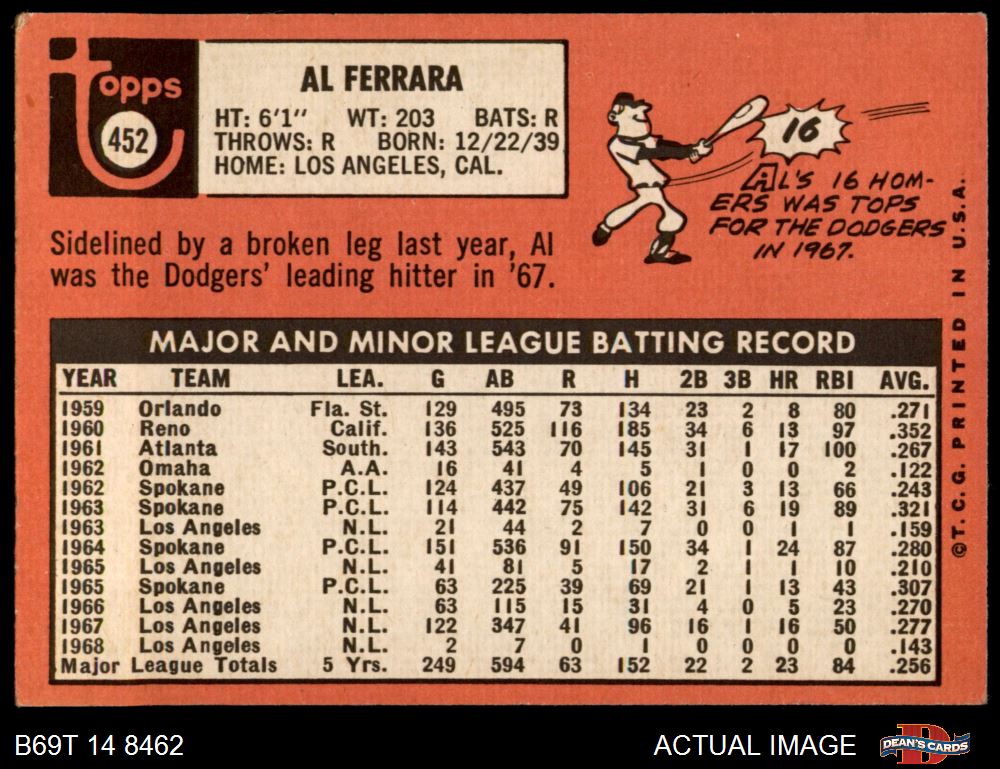 topps
452
AL FERRARA
HT: 6'1" WT: 203 BATS: R
THROWS: R BORN: 12/22/39
HOME: LOS ANGELES, CAL.
16
AL'S 16 HOM-
ERS WAS TOPS
FOR THE DODGERS
IN 1967.
Sidelined by a broken leg last year, Al
was the Dodgers' leading hitter in '67.
MAJOR AND MINOR LEAGUE BATTING RECORD
YEAR TEAM LEA. G AB R H 2B 3B HR RBI AVG.
1959 Orlando Fla. St. 129 495 73 134 23 2 8 80 .271
1960 Reno Calif. 136 525 116 185 34 6 13 97 .352
1961 Atlanta South. 143 543 70 145 31 1 17 100 .267
1962 Omaha A.A. 16 41 4 5 1 0 0 2 .122
1962 Spokane P.C.L. 124 437 49 106 21 3 13 66 .243
1963 Spokane P.C.L. 114 442 75 142 31 6 19 89 .321
1963 Los Angeles N.L. 21 44 2 7 0 0 1 1 .159
1964 Spokane P.C.L. 151 536 91 150 34 1 24 87 .280
1965 Los Angeles N.L. 41 81 5 17 2 1 1 10 .210
1965 Spokane P.C.L. 63 225 39 69 21 1 13 43 .307
1966 Los Angeles N.L. 63 115 15 31 4 0 5 23 .270
1967 Los Angeles N.L. 122 347 41 96 16 1 16 50 .277
1968 Los Angeles N.L. 2 7 0 1 0 0 0 0 .143
Major League Totals 5 Yrs. 249 594 63 152 22 2 23 84 .256
©T.C.G. PRINTED IN U.S.A.
B69T 14 8462
ACTUAL IMAGE
DEAN'S CARDS